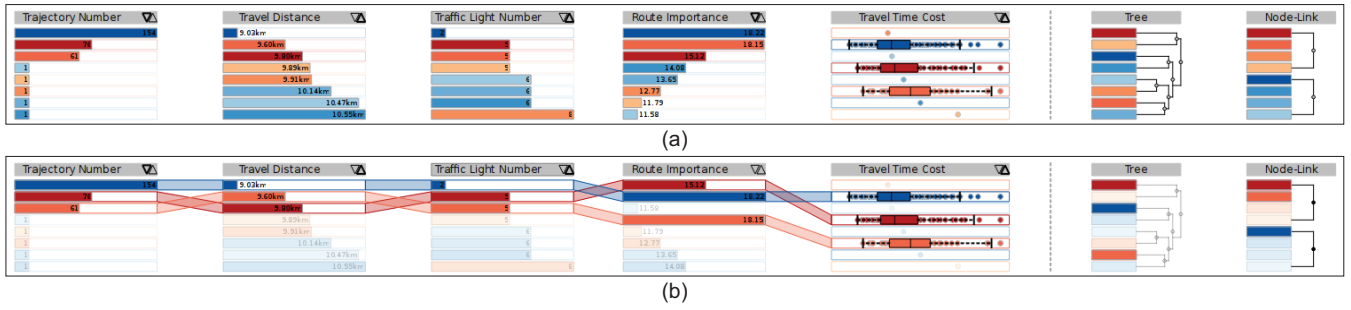 Trajectory Number Travel Distance Traffic Light Number Route Importance Travel Time Cost Tree Node-Link
154 9.03km 2 18.22
76 9.60km 5 18.15
61 9.80km 5 15.12
1 9.89km 5 14.08
1 9.91km 6 13.65
1 10.14km 6 12.77
1 10.47km 6 11.79
1 10.55km 8 11.58
(a)
Trajectory Number Travel Distance Traffic Light Number Route Importance Travel Time Cost Tree Node-Link
154 9.03km 2 15.12
76 9.60km 5 18.22
61 9.80km 5 11.58
1 9.89km 5 18.15
1 9.91km 6 11.79
1 10.14km 6 12.77
1 10.47km 6 13.65
1 10.55km 8 14.08
(b)